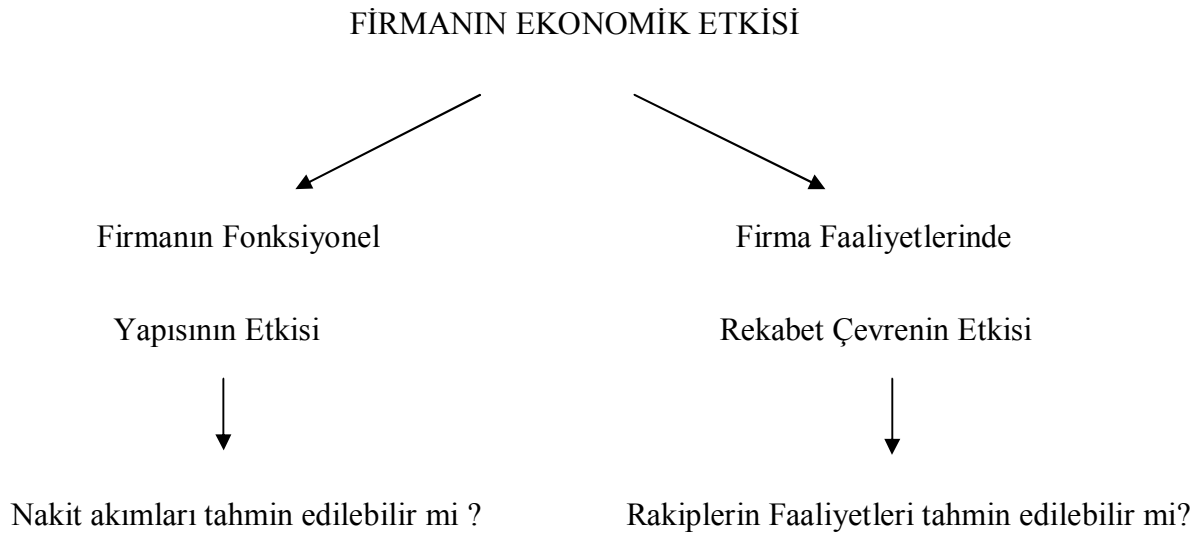 FİRMANIN EKONOMİK ETKİSİ
Firmanın Fonksiyonel
Yapısının Etkisi
Nakit akımları tahmin edilebilir mi ?
Firma Faaliyetlerinde
Rekabet Çevrenin Etkisi
Rakiplerin Faaliyetleri tahmin edilebilir mi?